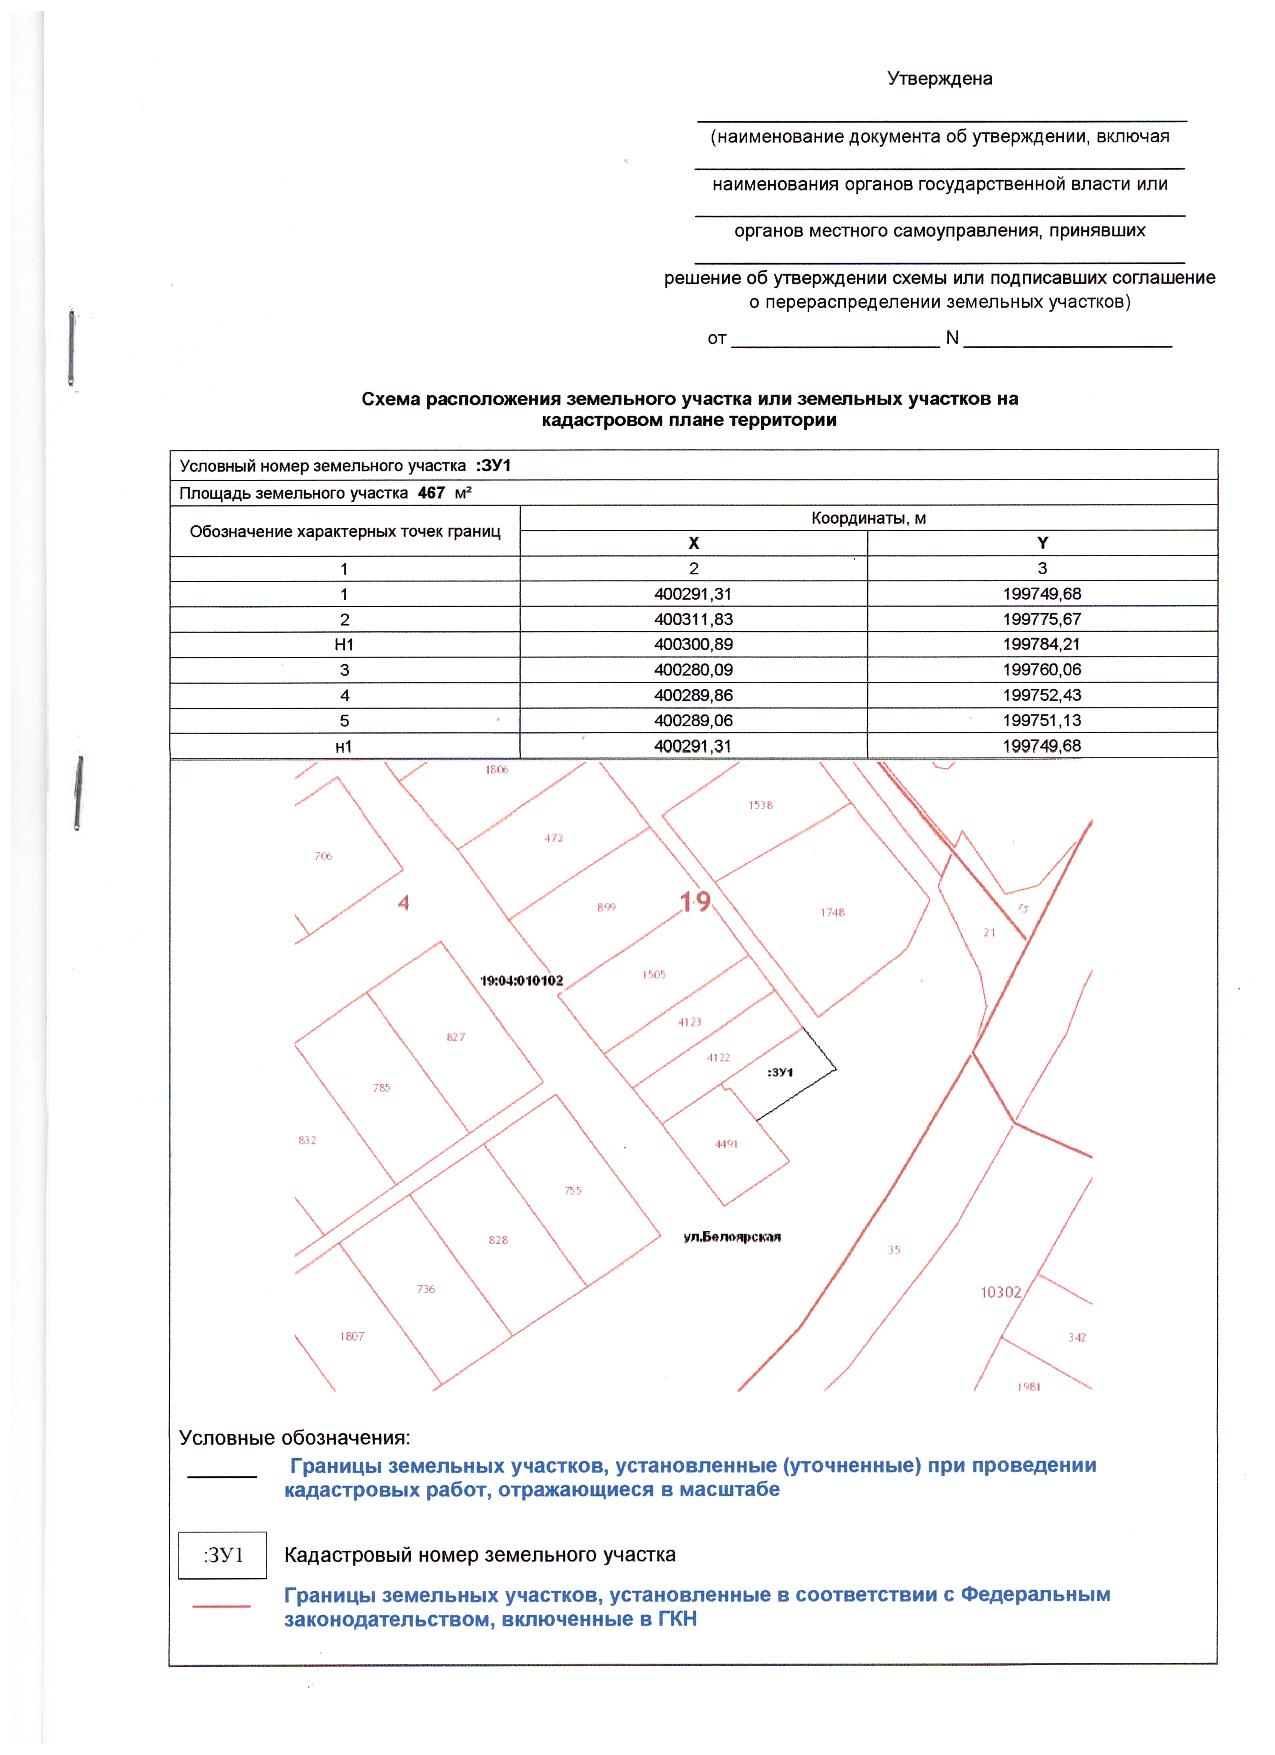 Утверждена
(наименование документа об утверждении, включая
наименования органов государственной власти или
органов местного самоуправления, принявших
решение об утверждении схемы или подписавших соглашение
о перераспределении земельных участков)
от ____________________ N ____________________
Схема расположения земельного участка или земельных участков на
кадастровом плане территории
Условный номер земельного участка :ЗУ1
Площадь земельного участка 467 м²
Обозначение характерных точек границ
Координаты, м
X Y
1 2 3
1 400291,31 199749,68
2 400311,83 199775,67
Н1 400300,89 199784,21
3 400280,09 199760,06
4 400289,86 199752,43
5 400289,06 199751,13
н1 400291,31 199749,68
1806
1538
472
706
4
899
19
1748
15
21
1505
19:04:010102
4123
827
4122
:ЗУ1
785
832
4491
755
ул.Белоярская
828
35
736
10302
1807
342
1981
Условные обозначения:
Границы земельных участков, установленные (уточненные) при проведении
кадастровых работ, отражающиеся в масштабе
:ЗУ1 Кадастровый номер земельного участка
Границы земельных участков, установленные в соответствии с Федеральным
законодательством, включенные в ГКН